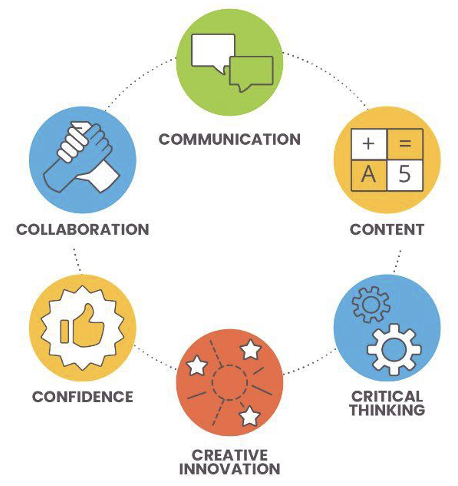 COMMUNICATION
+ =
A 5
CONTENT
COLLABORATION
CONFIDENCE
CRITICAL
THINKING
CREATIVE
INNOVATION